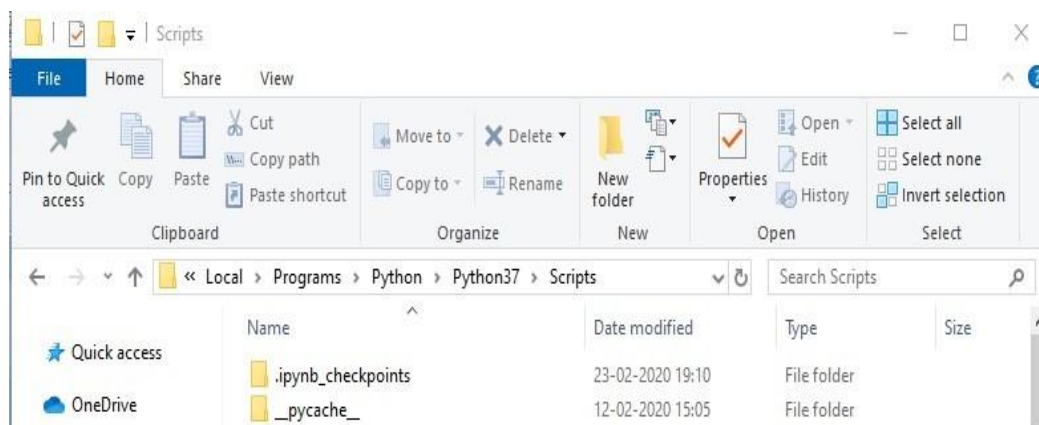 Scripts
File Home Share View
Pin to Quick access
Copy
Paste
Cut
Copy path
Paste shortcut
Clipboard
Move to
Copy to
Delete
Rename
Organize
New folder
New
Properties
Open
Edit
History
Open
Select all
Select none
Invert selection
Select
« Local > Programs > Python > Python37 > Scripts
Search Scripts
Name Date modified Type Size
Quick access
OneDrive
.ipynb_checkpoints 23-02-2020 19:10 File folder
__pycache__ 12-02-2020 15:05 File folder